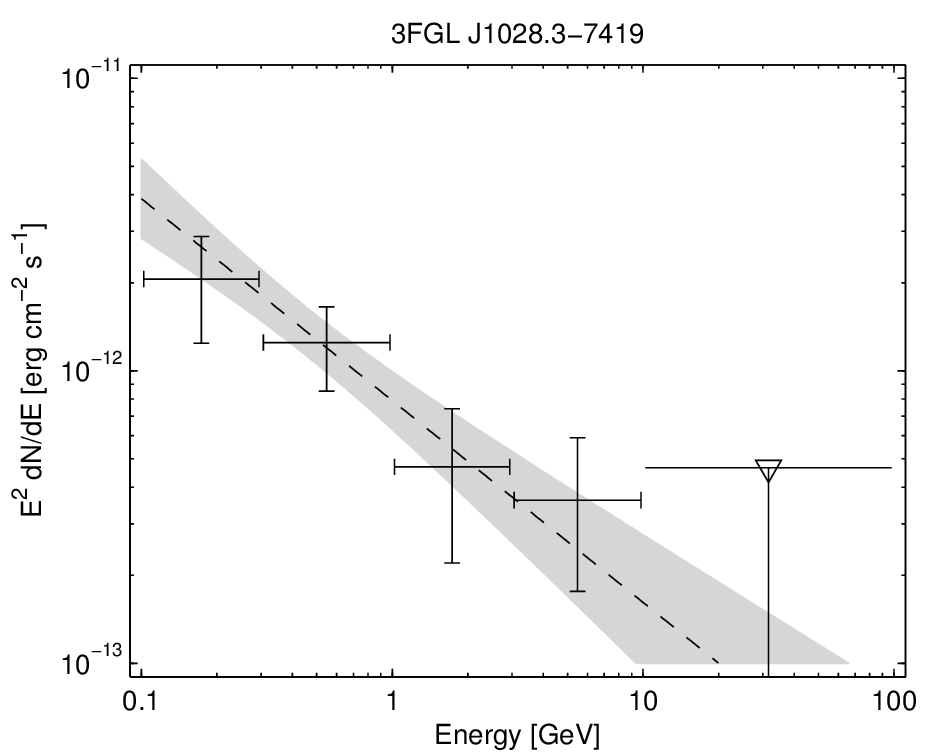 3FGL J1028.3−7419
10⁻¹¹
10⁻¹²
10⁻¹³
E² dN/dE [erg cm⁻² s⁻¹]
0.1 1 10 100
Energy [GeV]